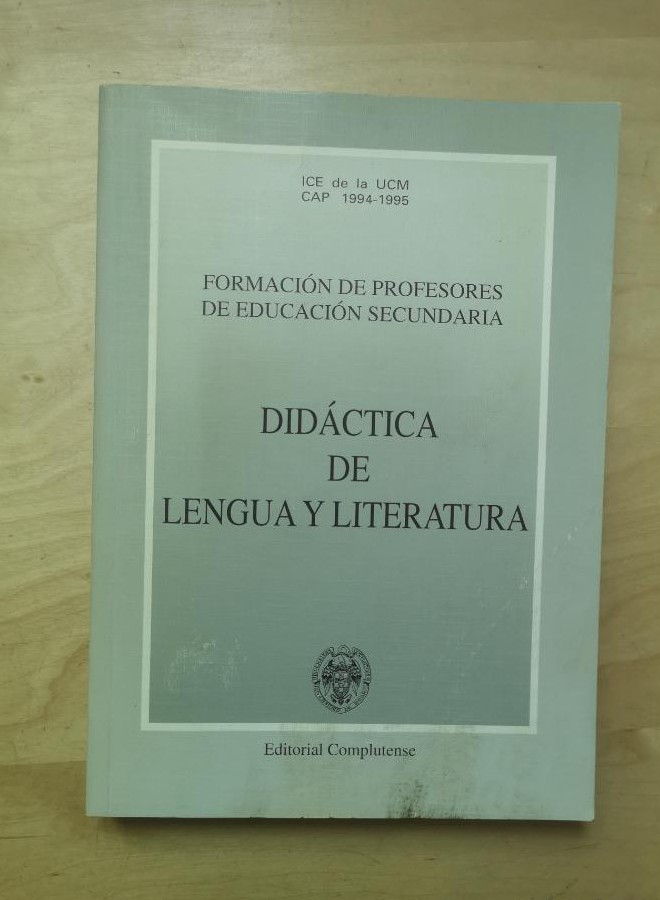 ICE de la UCM
CAP 1994-1995
FORMACIÓN DE PROFESORES
DE EDUCACIÓN SECUNDARIA
DIDÁCTICA
DE
LENGUA Y LITERATURA
Editorial Complutense